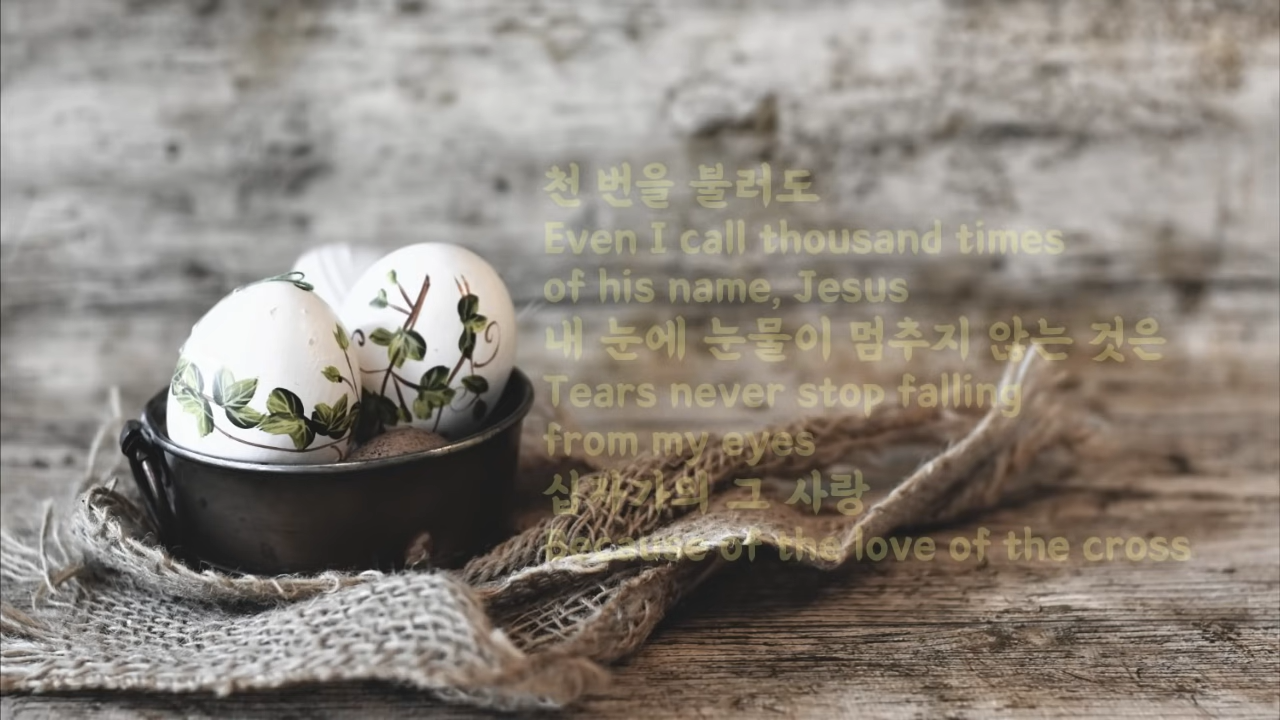 천 번을 불러도
Even I call thousand times
of his name, Jesus
내 눈에 눈물이 멈추지 않는 것은
Tears never stop falling
from my eyes
십자가의 그 사랑
Because of the love of the cross